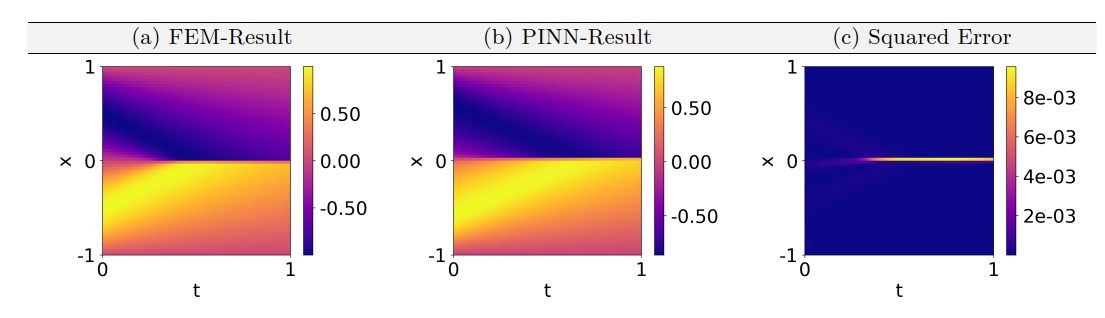 (a) FEM-Result (b) PINN-Result (c) Squared Error
1 1 1
0.50 0.50 8e-03
6e-03
x 0 0.00 x 0 0.00 x 0
4e-03
-0.50 -0.50 2e-03
-1 -1 -1
0 1 0 1 0 1
t t t